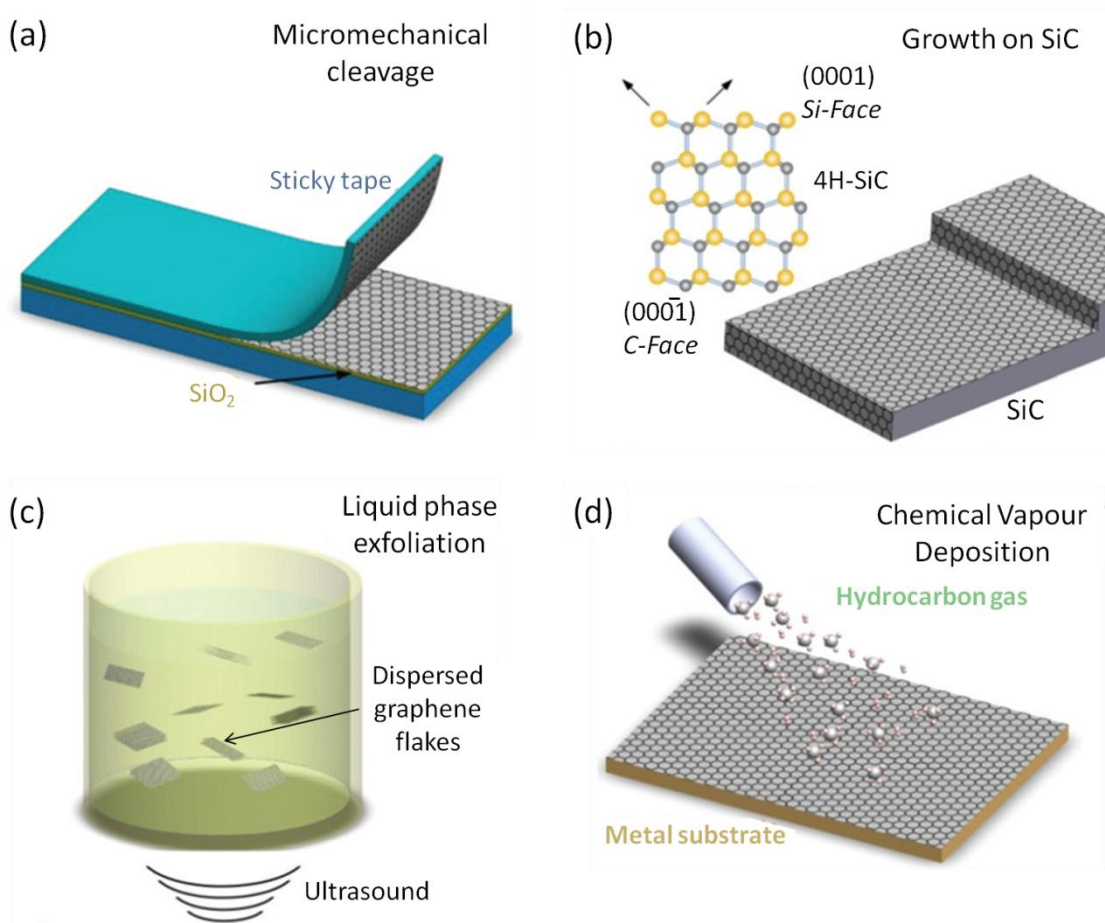 (a)
Micromechanical
cleavage
Sticky tape
SiO₂
(b)
Growth on SiC
(0001)
Si-Face
4H-SiC
(0001̅)
C-Face
SiC
(c)
Liquid phase
exfoliation
Dispersed
graphene
flakes
Ultrasound
(d)
Chemical Vapour
Deposition
Hydrocarbon gas
Metal substrate